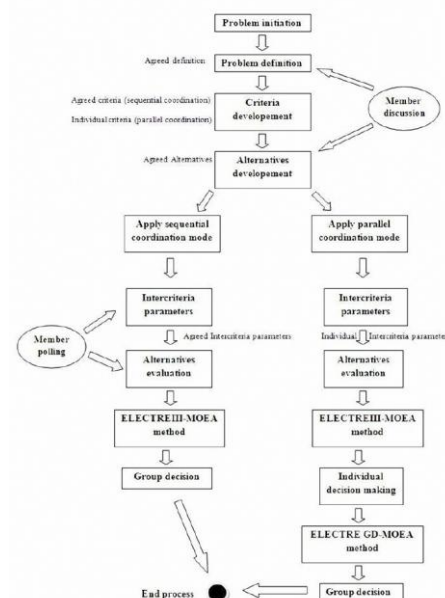 Problem initiation
Agreed definition
Problem definition
Agreed criteria (sequential coordination)
Individual criteria (parallel coordination)
Criteria
developement
Member
discussion
Agreed Alternatives
Alternatives
developement
Apply sequential
coordination mode
Apply parallel
coordination mode
Intercriteria
parameters
Intercriteria
parameters
Member
polling
Agreed Intercriteria parameters
Individual
Intercriteria paramete
Alternatives
evaluation
Alternatives
evaluation
ELECTREIII-MOEA
method
ELECTREIII-MOEA
method
Group decision
Individual
decision making
ELECTRE GD-MOEA
method
End process
Group decision